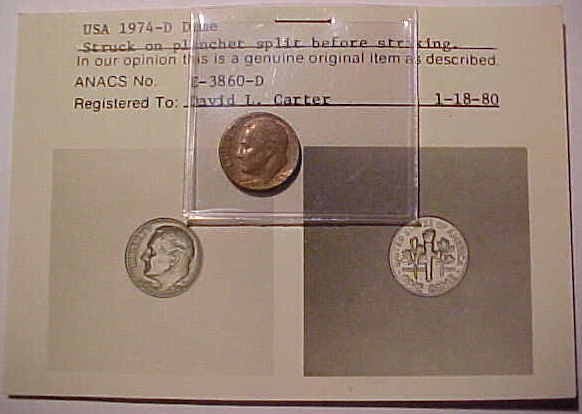 USA 1974-D Dime
Struck on planchet split before striking.
In our opinion this is a genuine original item as described.
ANACS No. E-3860-D
Registered To: David L. Carter 1-18-80